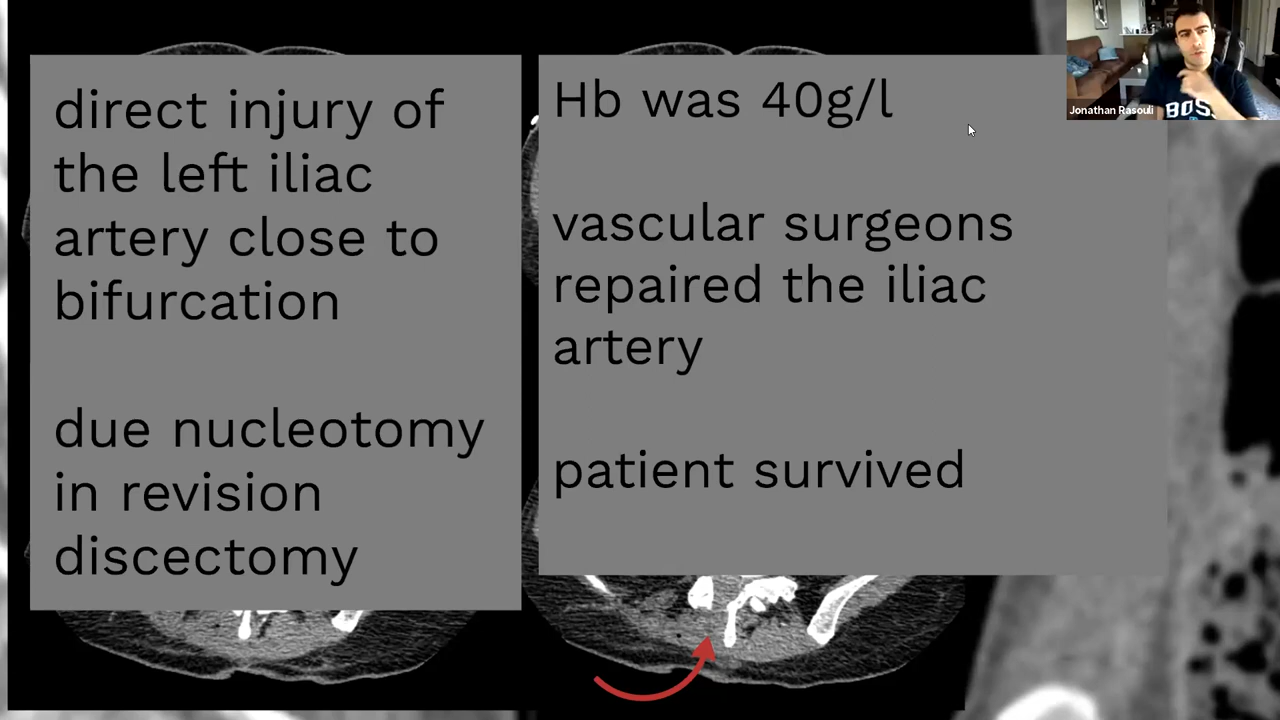 direct injury of
the left iliac
artery close to
bifurcation
due nucleotomy
in revision
discectomy
Hb was 40g/l
vascular surgeons
repaired the iliac
artery
patient survived
Jonathan Rasouli
BOS